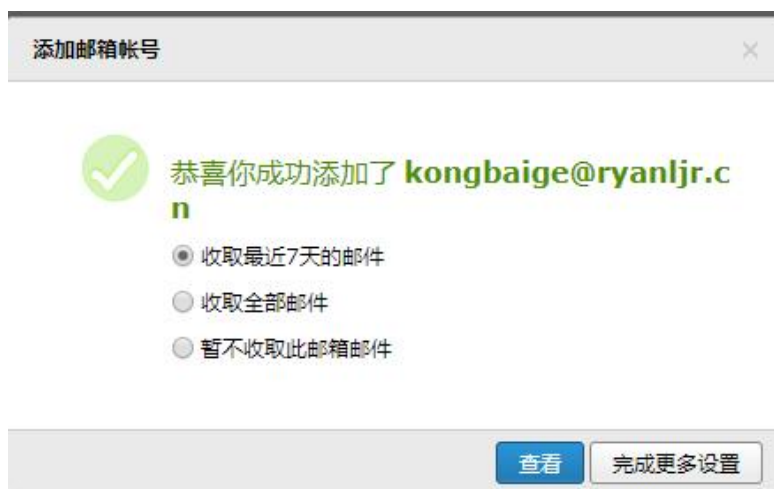 添加邮箱帐号
恭喜你成功添加了 kongbaige@ryanljr.c
n
收取最近7天的邮件
收取全部邮件
暂不收取此邮箱邮件
查看 完成更多设置